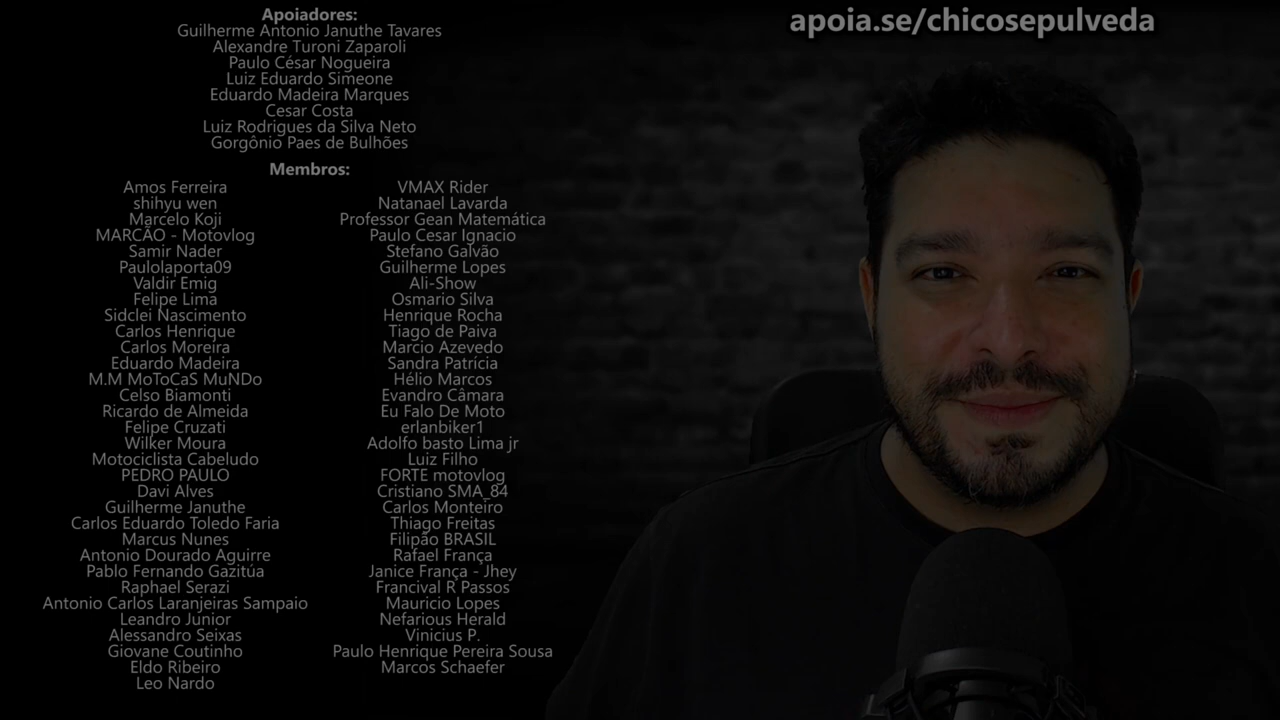 Apoiadores:
Guilherme Antonio Januthe Tavares
Alexandre Turoni Zaparoli
Paulo César Nogueira
Luiz Eduardo Simeone
Eduardo Madeira Marques
Cesar Costa
Luiz Rodrigues da Silva Neto
Gorgônio Paes de Bulhões
Membros:
Amos Ferreira
shihyu wen
Marcelo Koji
MARCÃO - Motovlog
Samir Nader
Paulolaporta09
Valdir Emig
Felipe Lima
Sidclei Nascimento
Carlos Henrique
Carlos Moreira
Eduardo Madeira
M.M MoToCaS MuNDo
Celso Biamonti
Ricardo de Almeida
Felipe Cruzati
Wilker Moura
Motociclista Cabeludo
PEDRO PAULO
Davi Alves
Guilherme Januthe
Carlos Eduardo Toledo Faria
Marcus Nunes
Antonio Dourado Aguirre
Pablo Fernando Gazitúa
Raphael Serazi
Antonio Carlos Laranjeiras Sampaio
Leandro Junior
Alessandro Seixas
Giovane Coutinho
Eldo Ribeiro
Leo Nardo
VMAX Rider
Natanael Lavarda
Professor Gean Matemática
Paulo Cesar Ignacio
Stefano Galvão
Guilherme Lopes
Ali-Show
Osmario Silva
Henrique Rocha
Tiago de Paiva
Marcio Azevedo
Sandra Patrícia
Hélio Marcos
Evandro Câmara
Eu Falo De Moto
erlanbiker1
Adolfo basto Lima jr
Luiz Filho
FORTE motovlog
Cristiano SMA_84
Carlos Monteiro
Thiago Freitas
Filipão BRASIL
Rafael França
Janice França - Jhey
Francival R Passos
Mauricio Lopes
Nefarious Herald
Vinicius P.
Paulo Henrique Pereira Sousa
Marcos Schaefer
apoia.se/chicosepulveda